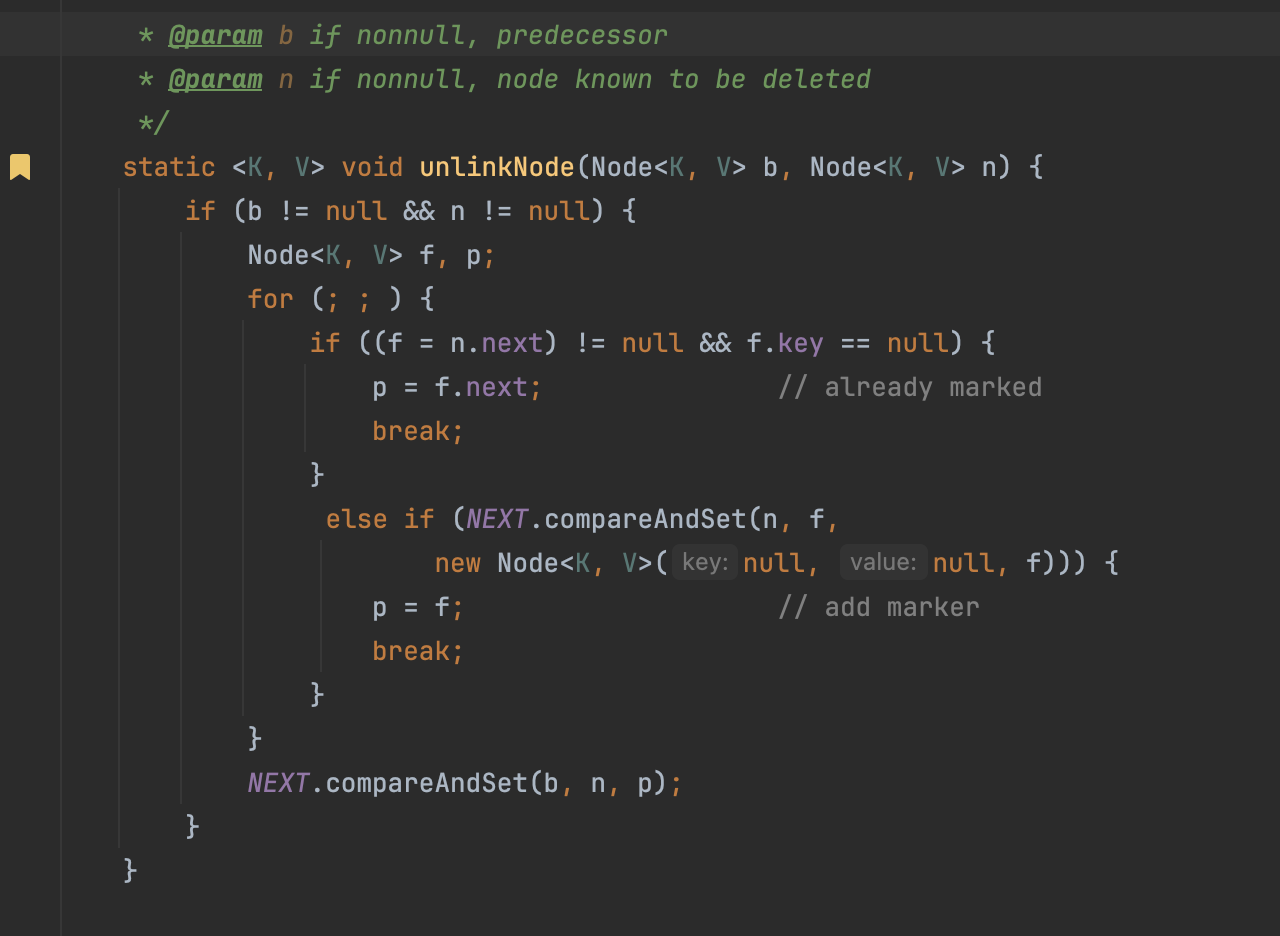 * @param b if nonnull, predecessor
* @param n if nonnull, node known to be deleted
*/
static <K, V> void unlinkNode(Node<K, V> b, Node<K, V> n) {
if (b != null && n != null) {
Node<K, V> f, p;
for (; ; ) {
if ((f = n.next) != null && f.key == null) {
p = f.next; // already marked
break;
}
else if (NEXT.compareAndSet(n, f,
new Node<K, V>( key: null, value: null, f))) {
p = f; // add marker
break;
}
}
NEXT.compareAndSet(b, n, p);
}
}